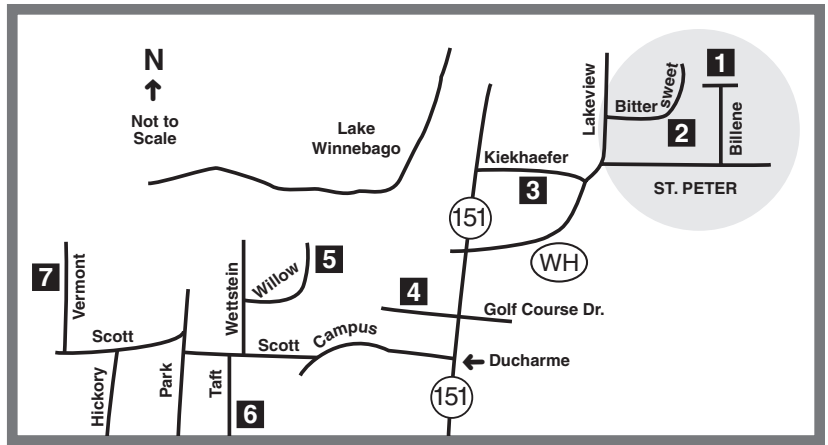 N
Not to
Scale
Lake
Winnebago
Lakeview
Bitter sweet
1
2
Billene
Kiekhaefer
3
ST. PETER
151
WH
7
Vermont
Wettstein
Willow
5
4
Golf Course Dr.
Scott
Scott
Campus
Ducharme
Hickory
Park
Taft
6
151